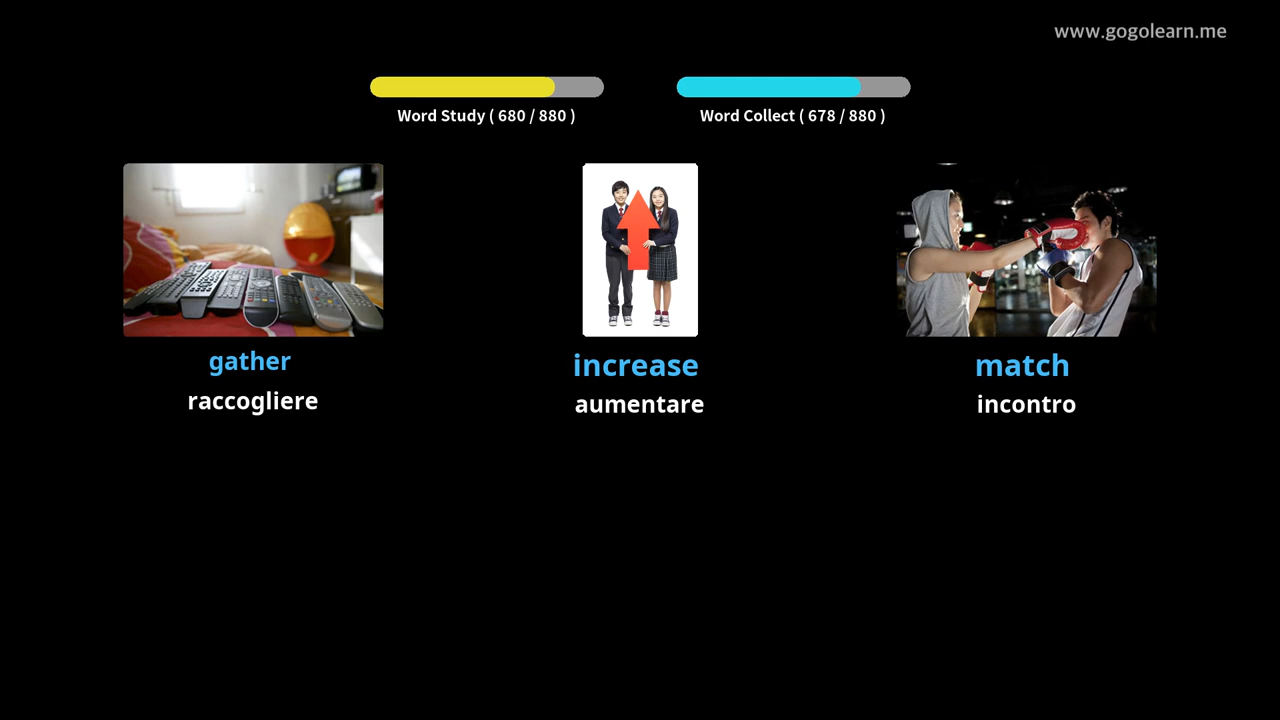 www.gogolearn.me
Word Study ( 680 / 880 )
Word Collect ( 678 / 880 )
gather
increase
match
raccogliere
aumentare
incontro